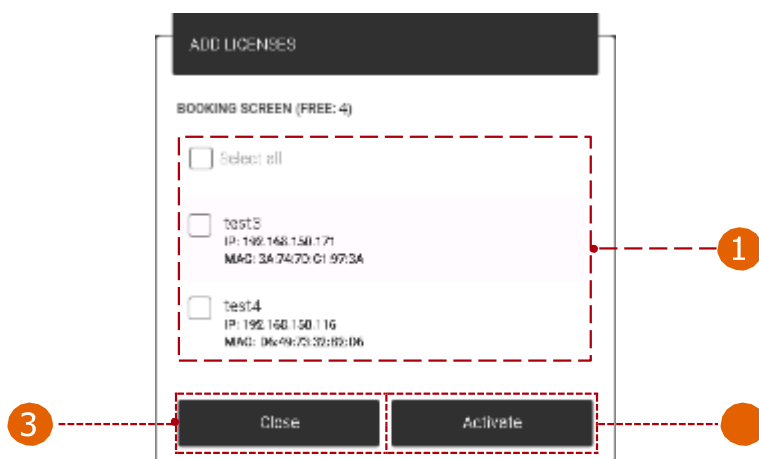 ADD LICENSES
BOOKING SCREEN (FREE: 4)
Select all
test3
IP: 192.168.150.171
MAC: 3A:74:7D:C1:97:3A
1
test4
IP: 192.168.150.116
3
Close
Activate